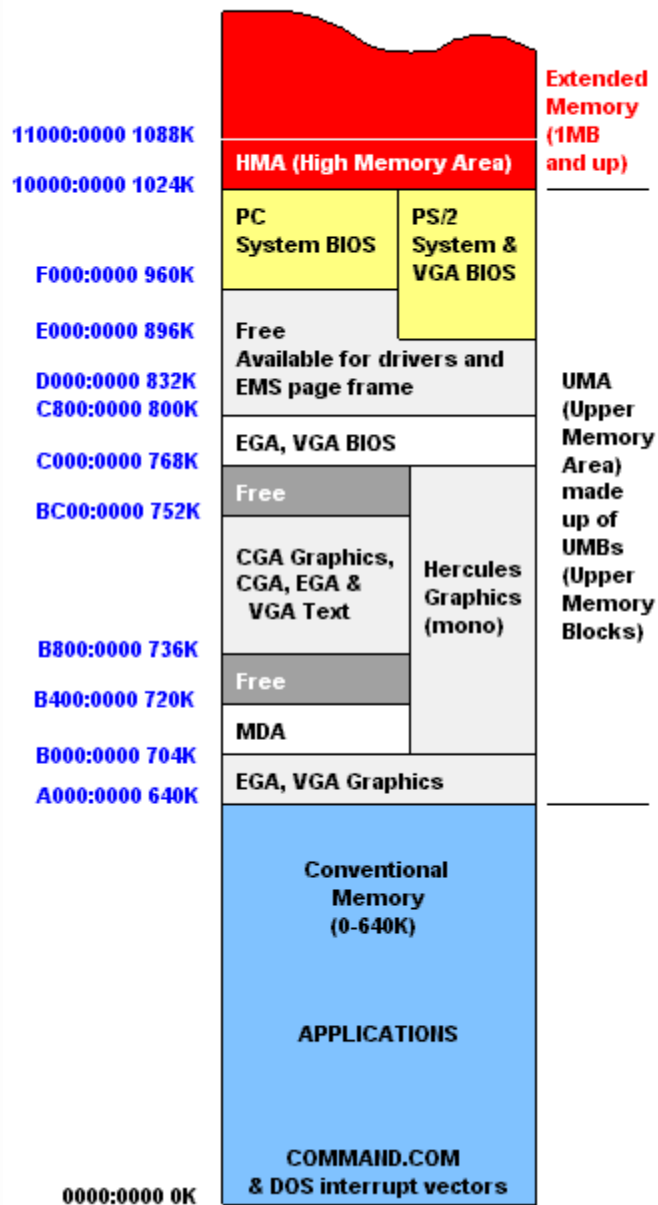 Extended
Memory
(1MB
and up)
11000:0000 1088K
HMA (High Memory Area)
10000:0000 1024K
PC
System BIOS
PS/2
System &
VGA BIOS
F000:0000 960K
E000:0000 896K
Free
Available for drivers and
EMS page frame
D000:0000 832K
C800:0000 800K
EGA, VGA BIOS
C000:0000 768K
Free
BC00:0000 752K
CGA Graphics,
CGA, EGA &
VGA Text
Hercules
Graphics
(mono)
UMA
(Upper
Memory
Area)
made
up of
UMBs
(Upper
Memory
Blocks)
B800:0000 736K
Free
B400:0000 720K
MDA
B000:0000 704K
EGA, VGA Graphics
A000:0000 640K
Conventional
Memory
(0-640K)
APPLICATIONS
COMMAND.COM
& DOS interrupt vectors
0000:0000 0K